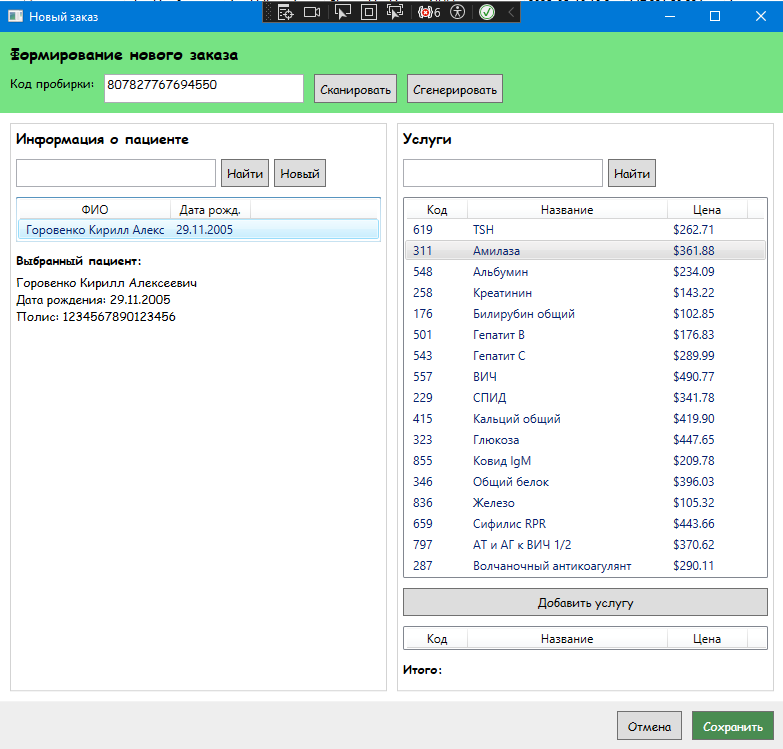 Новый заказ
6
Формирование нового заказа
Код пробирки: 807827767694550 Сканировать Сгенерировать
Информация о пациенте
Найти Новый
ФИО Дата рожд.
Горовенко Кирилл Алекс 29.11.2005
Выбранный пациент:
Горовенко Кирилл Алексеевич
Дата рождения: 29.11.2005
Полис: 1234567890123456
Услуги
Найти
Код Название Цена
619 TSH $262.71
311 Амилаза $361.88
548 Альбумин $234.09
258 Креатинин $143.22
176 Билирубин общий $102.85
501 Гепатит B $176.83
543 Гепатит C $289.99
557 ВИЧ $490.77
229 СПИД $341.78
415 Кальций общий $419.90
323 Глюкоза $447.65
855 Ковид IgM $209.78
346 Общий белок $396.03
836 Железо $105.32
659 Сифилис RPR $443.66
797 АТ и АГ к ВИЧ 1/2 $370.62
287 Волчаночный антикоагулянт $290.11
Добавить услугу
Код Название Цена
Итого:
Отмена Сохранить